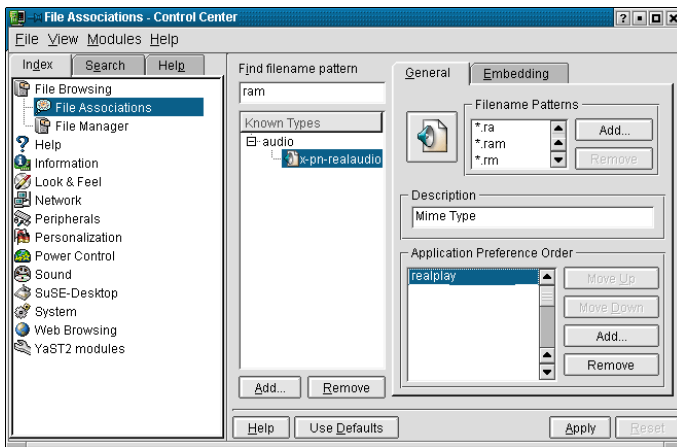 File Associations - Control Center
File View Modules Help
Index Search Help
File Browsing
File Associations
File Manager
Help
Information
Look & Feel
Network
Peripherals
Personalization
Power Control
Sound
SuSE-Desktop
System
Web Browsing
YaST2 modules
Find filename pattern
ram
Known Types
audio
x-pn-realaudio
Add... Remove
General Embedding
Filename Patterns
*.ra
*.ram
*.rm
Add...
Remove
Description
Mime Type
Application Preference Order
realplay
Move Up
Move Down
Add...
Remove
Help Use Defaults Apply Reset